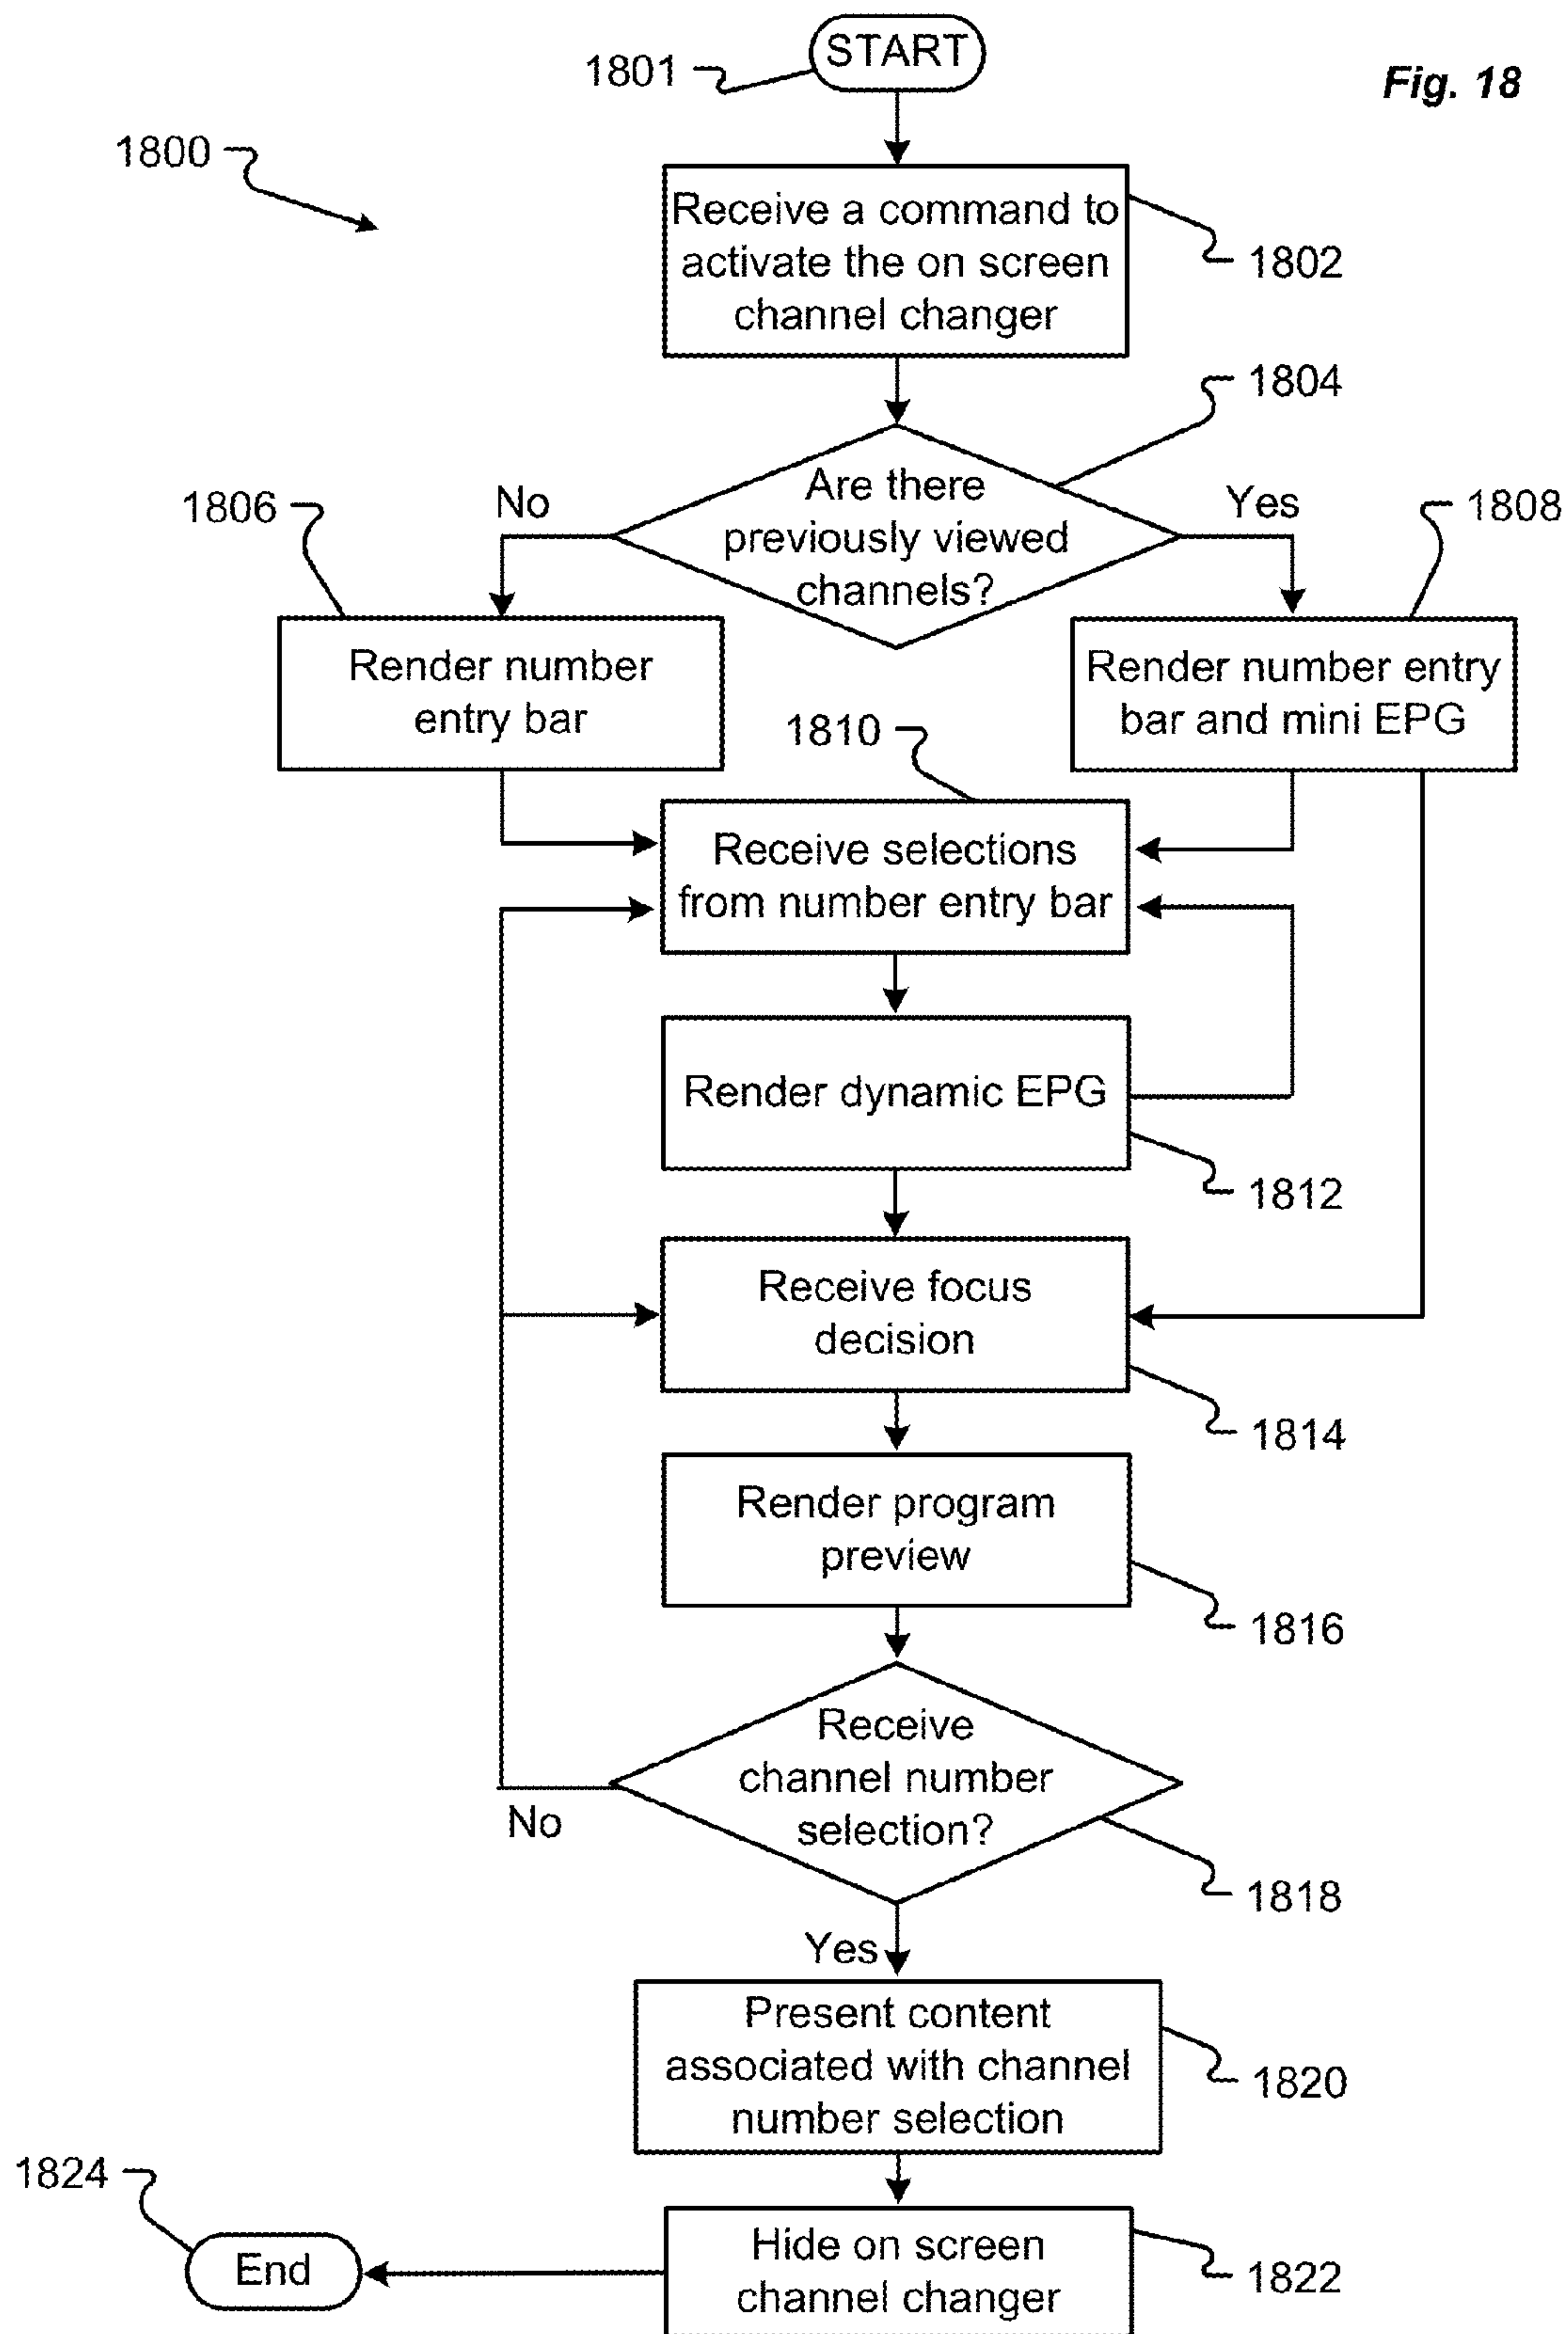 START
1801
Fig. 18
1800
Receive a command to
activate the on screen
channel changer
1802
1804
Are there
previously viewed
channels?
No
Yes
1806
1808
Render number
entry bar
Render number entry
bar and mini EPG
1810
Receive selections
from number entry bar
Render dynamic EPG
1812
Receive focus
decision
1814
Render program
preview
1816
Receive
channel number
selection?
No
1818
Yes
Present content
associated with channel
number selection
1820
1824
End
Hide on screen
channel changer
1822